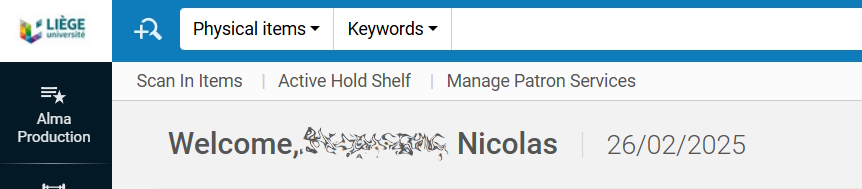 LIÈGE
université
Physical items
Keywords
Scan In Items | Active Hold Shelf | Manage Patron Services
Alma
Production
Welcome, Nicolas | 26/02/2025